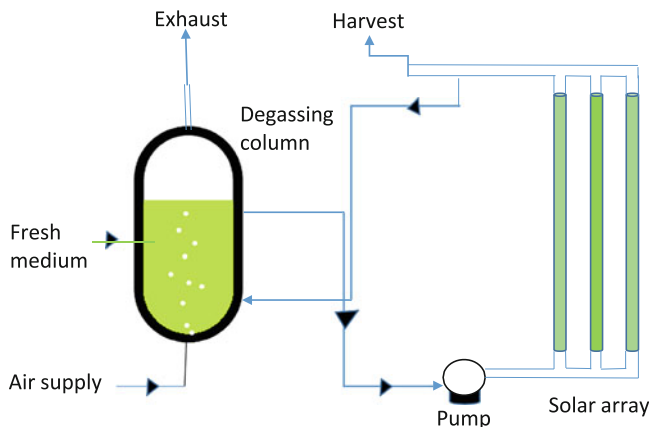 Exhaust
Harvest
Degassing
column
Fresh
medium
Air supply
Pump
Solar array